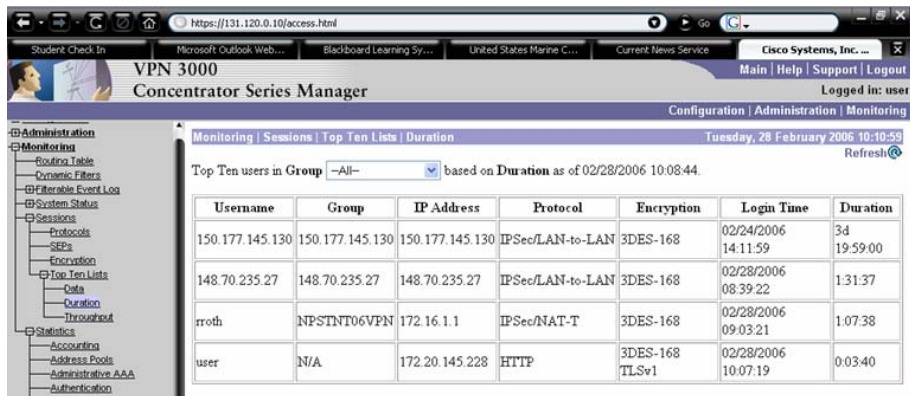 https://131.120.0.10/access.html
Go
G
Student Check In
Microsoft Outlook Web...
Blackboard Learning Sy...
United States Marine C...
Current News Service
Cisco Systems, Inc. ...
VPN 3000
Concentrator Series Manager
Main | Help | Support | Logout
Logged in: user
Configuration | Administration | Monitoring
Administration
Monitoring
Routing Table
Dynamic Filters
Filterable Event Log
System Status
Sessions
Protocols
SEPs
Encryption
Top Ten Lists
Data
Duration
Throughput
Statistics
Accounting
Address Pools
Administrative AAA
Authentication
Monitoring | Sessions | Top Ten Lists | Duration
Tuesday, 28 February 2006 10:10:59
Refresh
Top Ten users in Group --All-- based on Duration as of 02/28/2006 10:08:44.
Username Group IP Address Protocol Encryption Login Time Duration
150.177.145.130 150.177.145.130 150.177.145.130 IPSec/LAN-to-LAN 3DES-168 02/24/2006 14:11:59 3d 19:59:00
148.70.235.27 148.70.235.27 148.70.235.27 IPSec/LAN-to-LAN 3DES-168 02/28/2006 08:39:22 1:31:37
rroth NPSTNT06VPN 172.16.1.1 IPSec/NAT-T 3DES-168 02/28/2006 09:03:21 1:07:38
user N/A 172.20.145.228 HTTP 3DES-168 TLSv1 02/28/2006 10:07:19 0:03:40